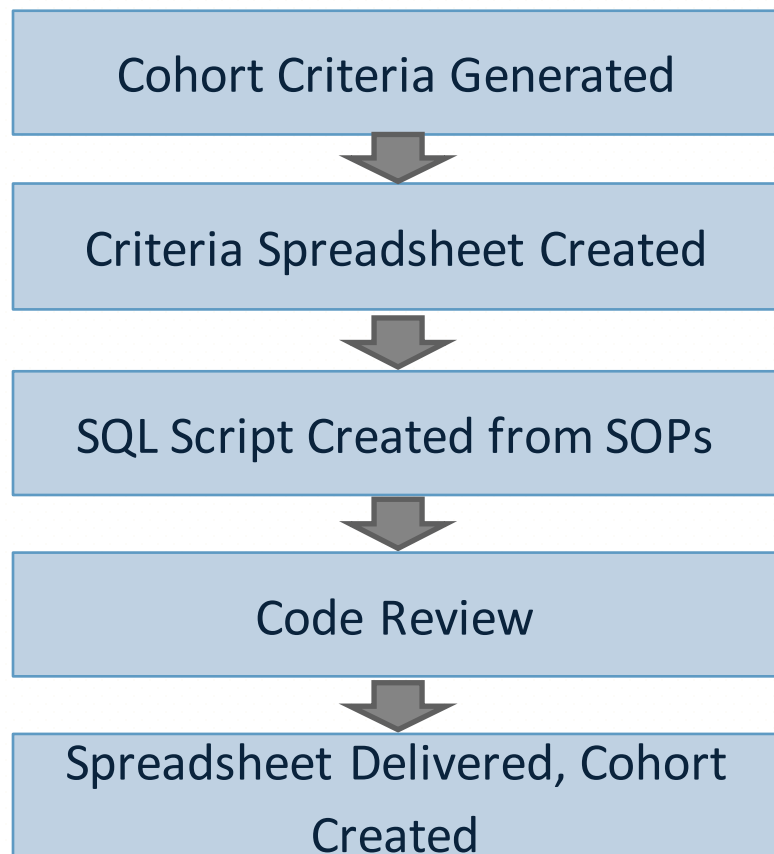 Cohort Criteria Generated
Criteria Spreadsheet Created
SQL Script Created from SOPs
Code Review
Spreadsheet Delivered, Cohort
Created